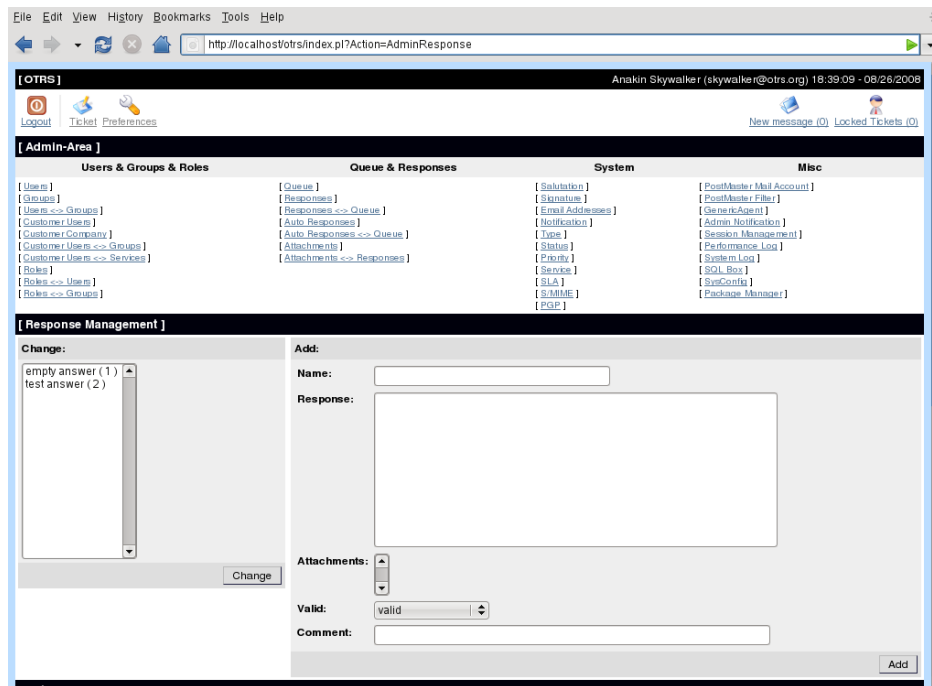 File Edit View History Bookmarks Tools Help
http://localhost/otrs/index.pl?Action=AdminResponse
[ OTRS ] Anakin Skywalker (skywalker@otrs.org) 18:39:09 - 08/26/2008
Logout Ticket Preferences New message (0) Locked Tickets (0)
[ Admin-Area ]
Users & Groups & Roles Queue & Responses System Misc
[ Users ] [ Queue ] [ Salutation ] [ PostMaster Mail Account ]
[ Groups ] [ Responses ] [ Signature ] [ PostMaster Filter ]
[ Users <-> Groups ] [ Responses <-> Queue ] [ Email Addresses ] [ GenericAgent ]
[ Customer Users ] [ Auto Responses ] [ Notification ] [ Admin Notification ]
[ Customer Company ] [ Auto Responses <-> Queue ] [ Type ] [ Session Management ]
[ Customer Users <-> Groups ] [ Attachments ] [ Status ] [ Performance Log ]
[ Customer Users <-> Services ] [ Attachments <-> Responses ] [ Priority ] [ System Log ]
[ Roles ] [ Service ] [ SQL Box ]
[ Roles <-> Users ] [ SLA ] [ SysConfig ]
[ Roles <-> Groups ] [ S/MIME ] [ Package Manager ]
[ PGP ]
[ Response Management ]
Change: Add:
empty answer ( 1 )
test answer ( 2 )
Name:
Response:
Attachments:
Change
Valid: valid
Comment:
Add